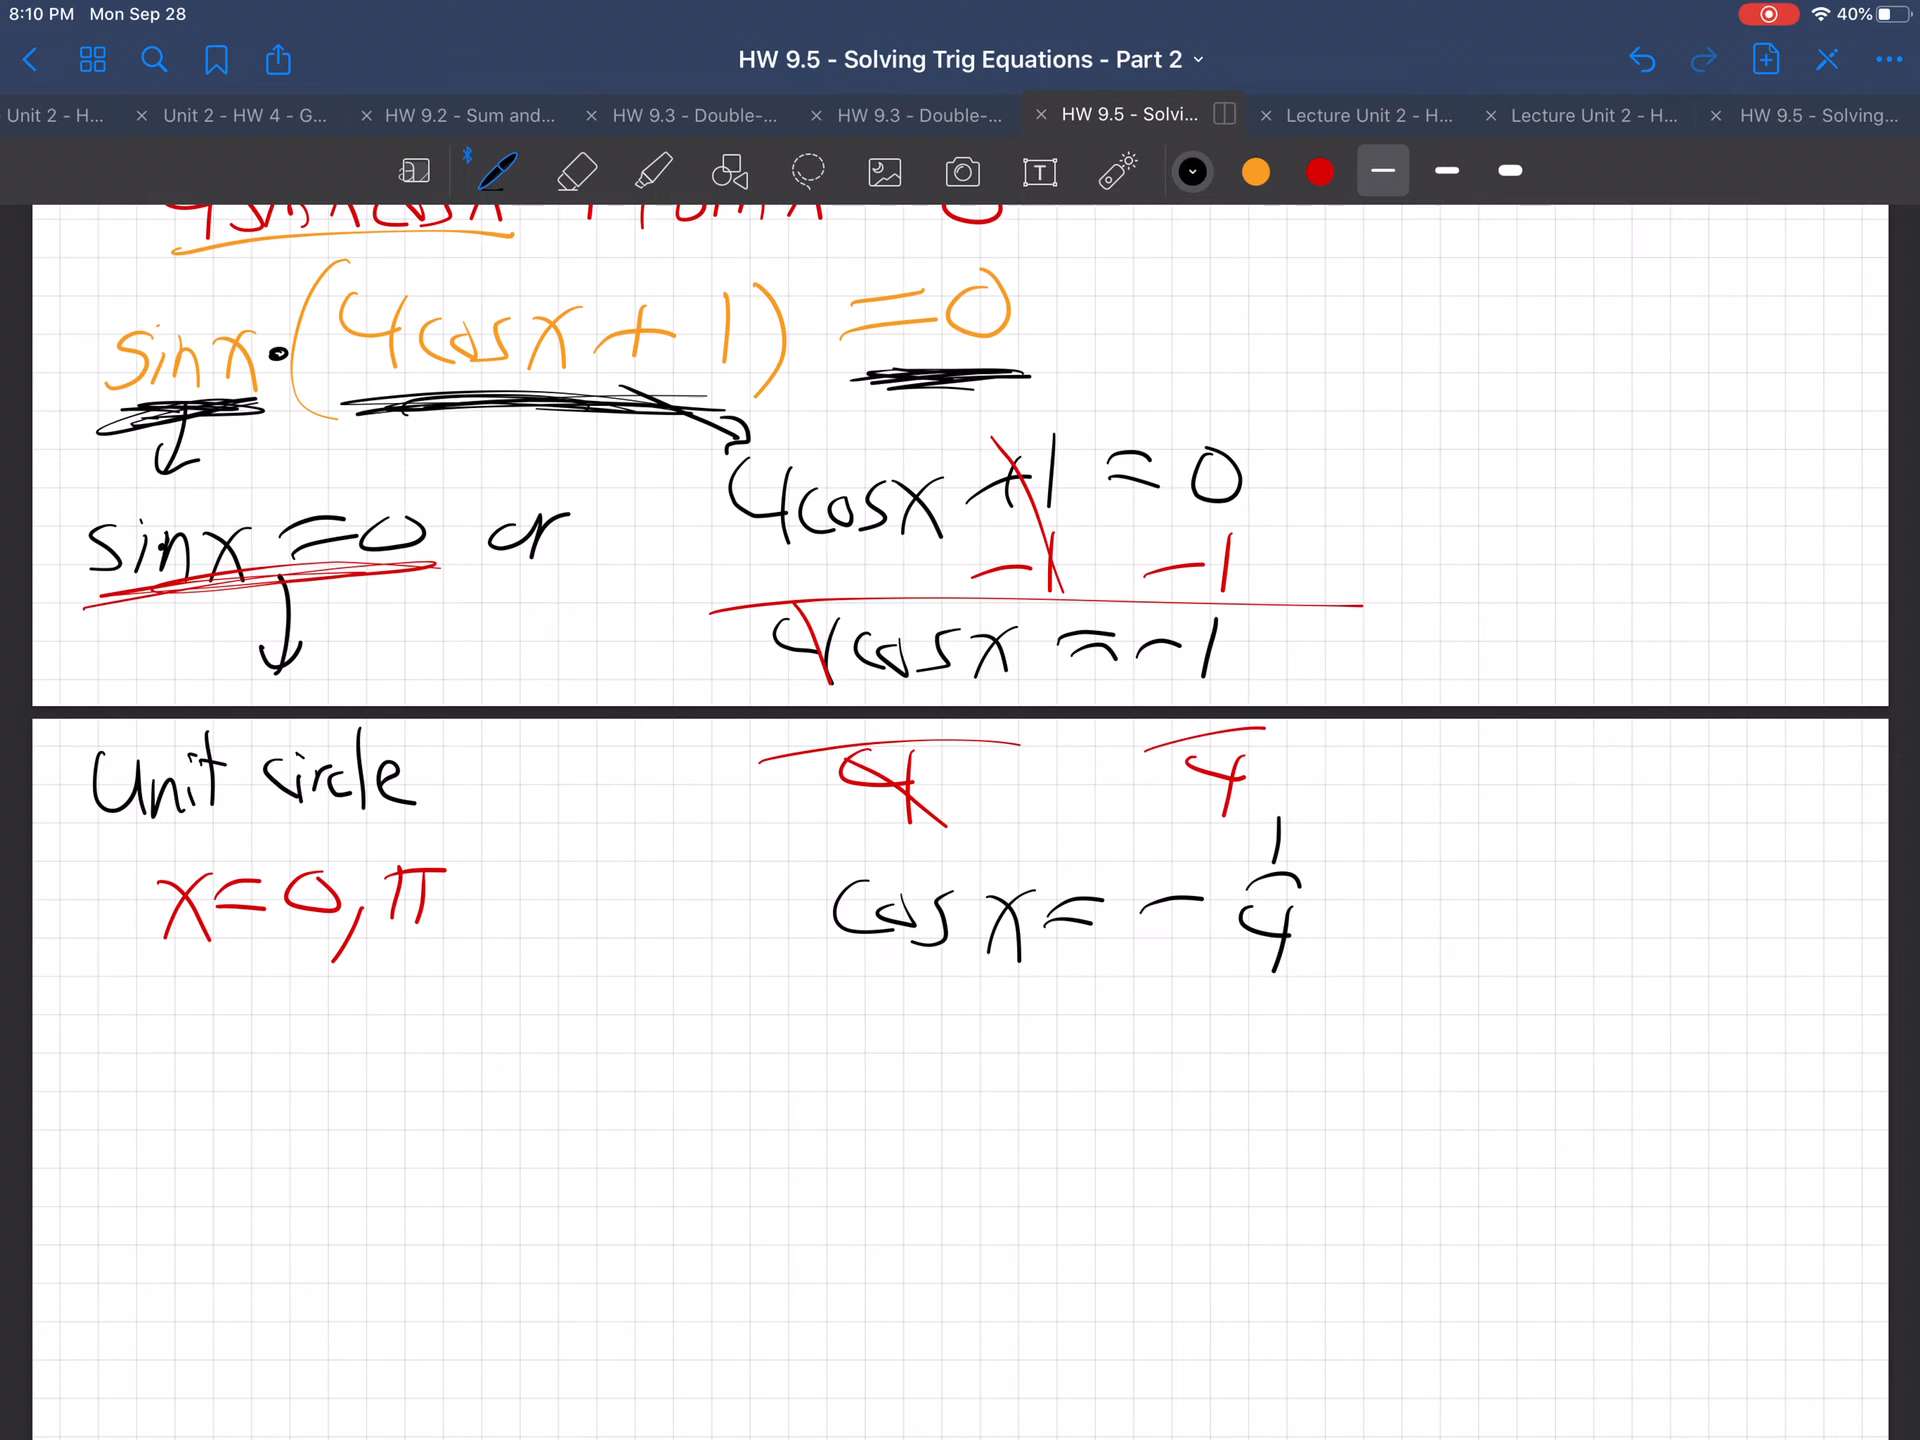 8:10 PM Mon Sep 28
40%
HW 9.5 - Solving Trig Equations - Part 2
Unit 2 - H...
Unit 2 - HW 4 - G...
HW 9.2 - Sum and...
HW 9.3 - Double-...
HW 9.3 - Double-...
HW 9.5 - Solvi...
Lecture Unit 2 - H...
Lecture Unit 2 - H...
HW 9.5 - Solving...
T
sinx·(4cosx+1)=0
4cosx+1=0
sinx=0 or
-1 -1
4cosx=-1
4 4
Unit circle
x=0,π
cosx=-1/4